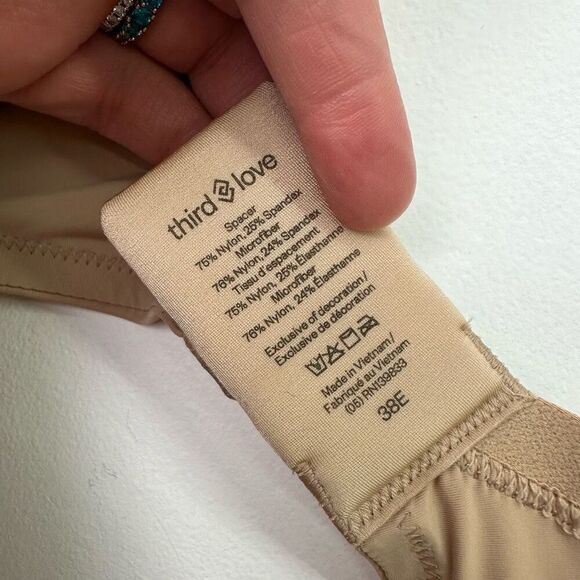 third love
Spacer
75% Nylon, 25% Spandex
Microfiber
76% Nylon, 24% Spandex
Tissu d'espacement
75% Nylon, 25% Élasthanne
Microfiber
76% Nylon, 24% Élasthanne
Exclusive of decoration /
Exclusive de décoration
Made in Vietnam /
Fabriqué au Vietnam
(05) RN139833
38E